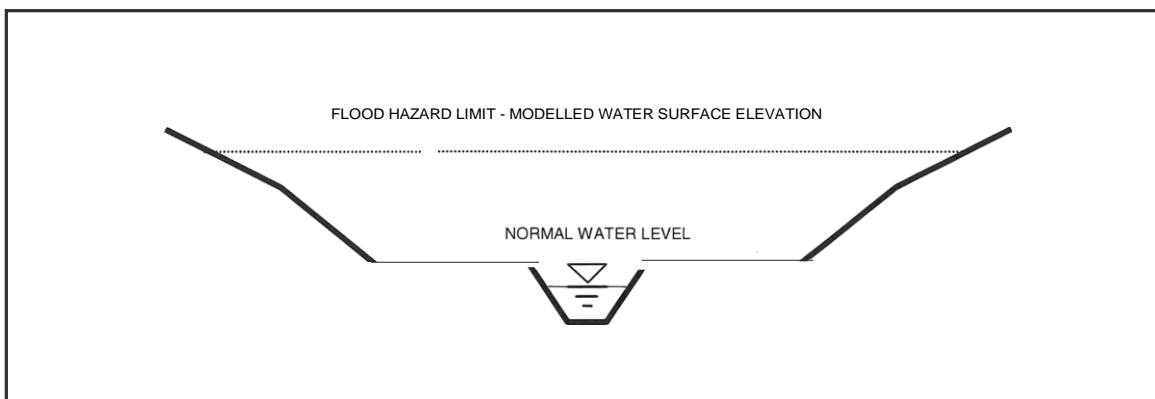 FLOOD HAZARD LIMIT - MODELLED WATER SURFACE ELEVATION
NORMAL WATER LEVEL